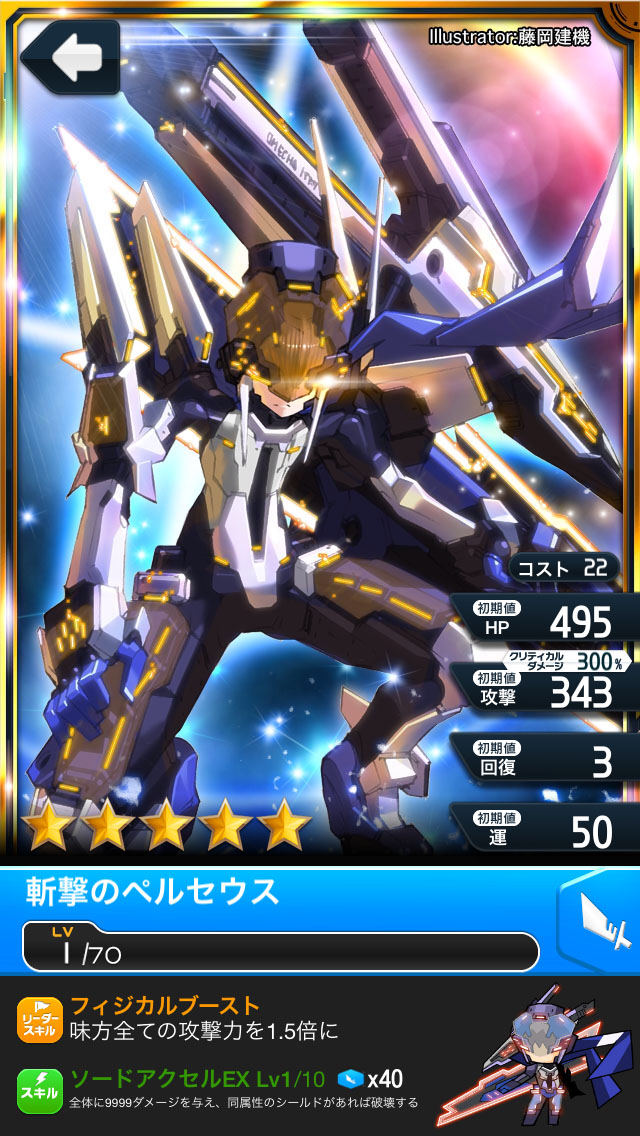 Illustrator:藤岡建機
コスト 22
初期値
HP 495
クリティカル
ダメージ 300%
初期値
攻撃 343
初期値
回復 3
初期値
運 50
斬撃のペルセウス
LV
1 /70
リーダー
スキル
フィジカルブースト
味方全ての攻撃力を1.5倍に
スキル
ソードアクセルEX Lv1/10 x40
全体に9999ダメージを与え、同属性のシールドがあれば破壊する